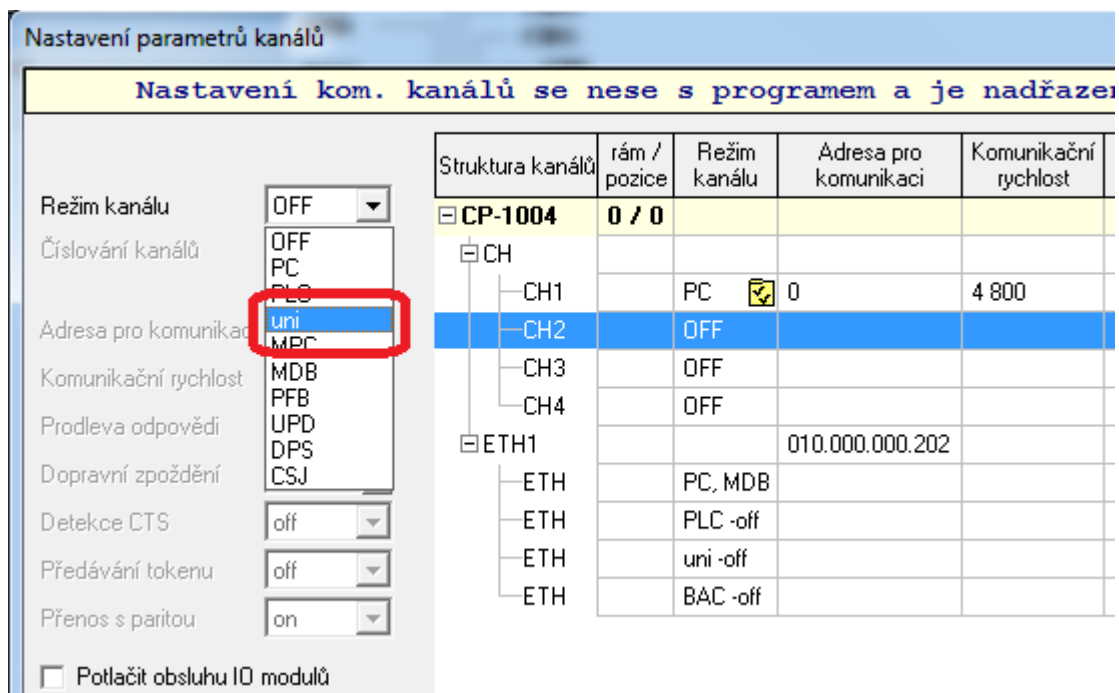 Nastavení parametrů kanálů
Nastavení kom. kanálů se nese s programem a je
Struktura kanálů rám / pozice Režim kanálu Adresa pro komunikaci Komunikační rychlost
Režim kanálu OFF
OFF
PC
PLC
uni
MPC
MDB
PFB
UPD
DPS
CSJ
Číslování kanálů
Adresa pro
Komunikační rychlost
Prodleva odpovědi
Dopravní zpoždění
Detekce CTS off
Předávání tokenu off
Přenos s paritou on
Potlačit obsluhu IO modulů
CP-1004 0 / 0
CH
CH1 PC 0 4 800
CH2 OFF
CH3 OFF
CH4 OFF
ETH1 010.000.000.202
ETH PC, MDB
ETH PLC -off
ETH uni -off
ETH BAC -off